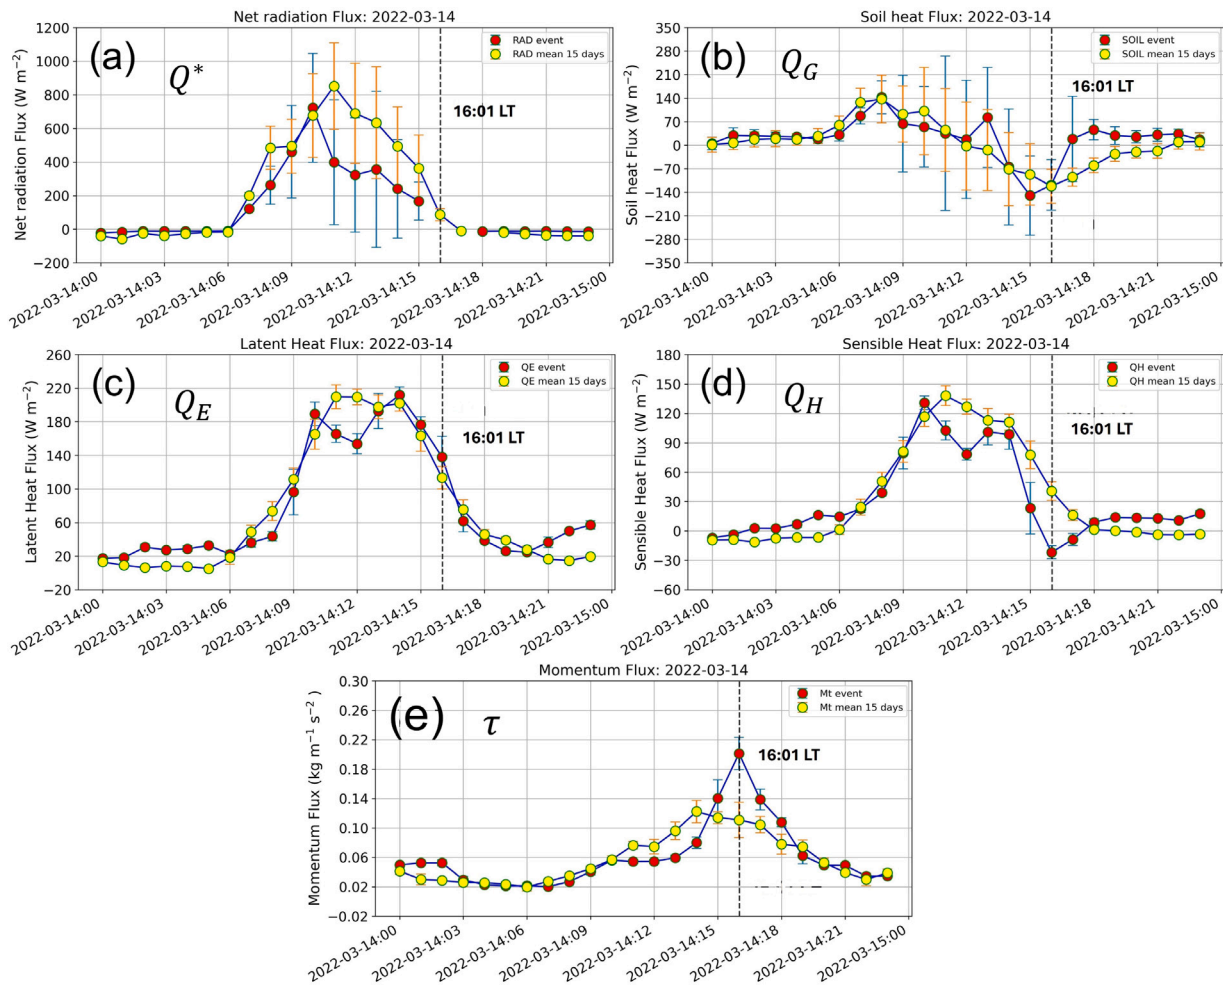 Net radiation Flux: 2022-03-14
(a)
Q*
RAD event
RAD mean 15 days
16:01 LT
Net radiation Flux (W m⁻²)
1200
1000
800
600
400
200
0
−200
2022-03-14:00
2022-03-14:03
2022-03-14:06
2022-03-14:09
2022-03-14:12
2022-03-14:15
2022-03-14:18
2022-03-14:21
2022-03-15:00
Soil heat Flux: 2022-03-14
(b)
Q_G
SOIL event
SOIL mean 15 days
16:01 LT
Soil heat Flux (W m⁻²)
350
280
210
140
70
0
−70
−140
−210
−280
−350
2022-03-14:00
2022-03-14:03
2022-03-14:06
2022-03-14:09
2022-03-14:12
2022-03-14:15
2022-03-14:18
2022-03-14:21
2022-03-15:00
Latent Heat Flux: 2022-03-14
(c)
Q_E
QE event
QE mean 15 days
16:01 LT
Latent Heat Flux (W m⁻²)
260
220
180
140
100
60
20
−20
2022-03-14:00
2022-03-14:03
2022-03-14:06
2022-03-14:09
2022-03-14:12
2022-03-14:15
2022-03-14:18
2022-03-14:21
2022-03-15:00
Sensible Heat Flux: 2022-03-14
(d)
Q_H
QH event
QH mean 15 days
16:01 LT
Sensible Heat Flux (W m⁻²)
180
150
120
90
60
30
0
−30
−60
2022-03-14:00
2022-03-14:03
2022-03-14:06
2022-03-14:09
2022-03-14:12
2022-03-14:15
2022-03-14:18
2022-03-14:21
2022-03-15:00
Momentum Flux: 2022-03-14
(e)
τ
Mt event
Mt mean 15 days
16:01 LT
Momentum Flux (kg m⁻¹ s⁻²)
0.30
0.26
0.22
0.18
0.14
0.10
0.06
0.02
−0.02
2022-03-14:00
2022-03-14:03
2022-03-14:06
2022-03-14:09
2022-03-14:12
2022-03-14:15
2022-03-14:18
2022-03-14:21
2022-03-15:00